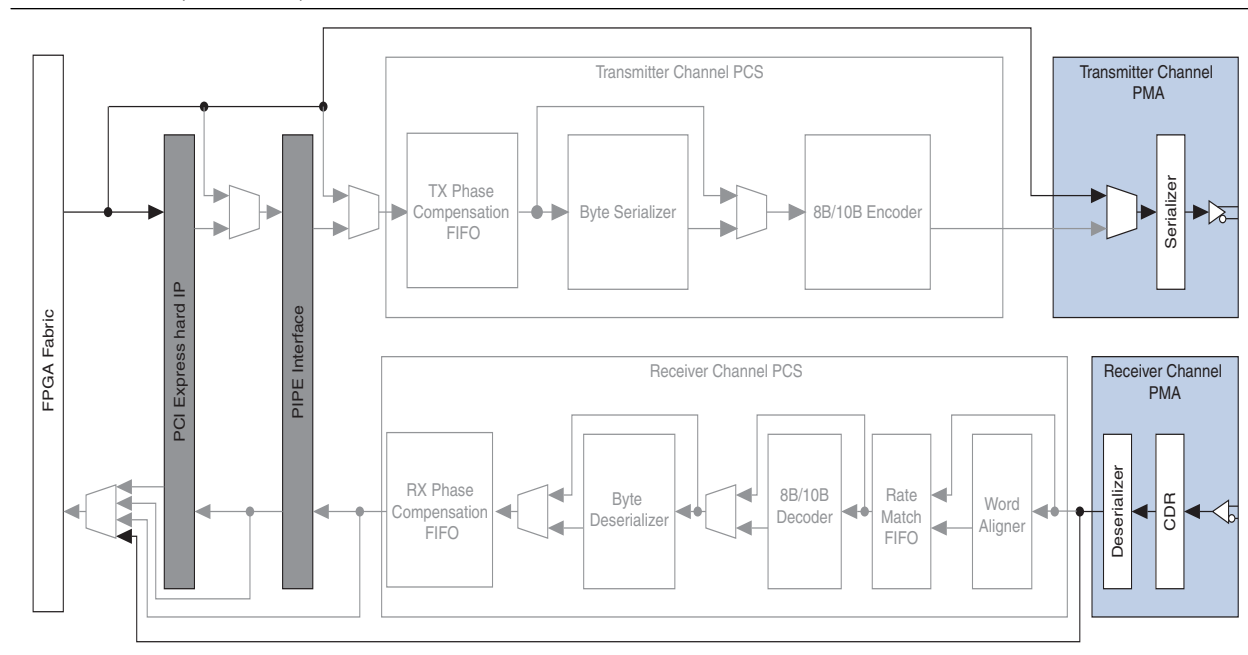 Transmitter Channel PCS
Transmitter Channel
PMA
FPGA Fabric
PCI Express hard IP
PIPE Interface
TX Phase
Compensation
FIFO
Byte Serializer
8B/10B Encoder
Serializer
Receiver Channel PCS
Receiver Channel
PMA
RX Phase
Compensation
FIFO
Byte
Deserializer
8B/10B
Decoder
Rate
Match
FIFO
Word
Aligner
Deserializer
CDR